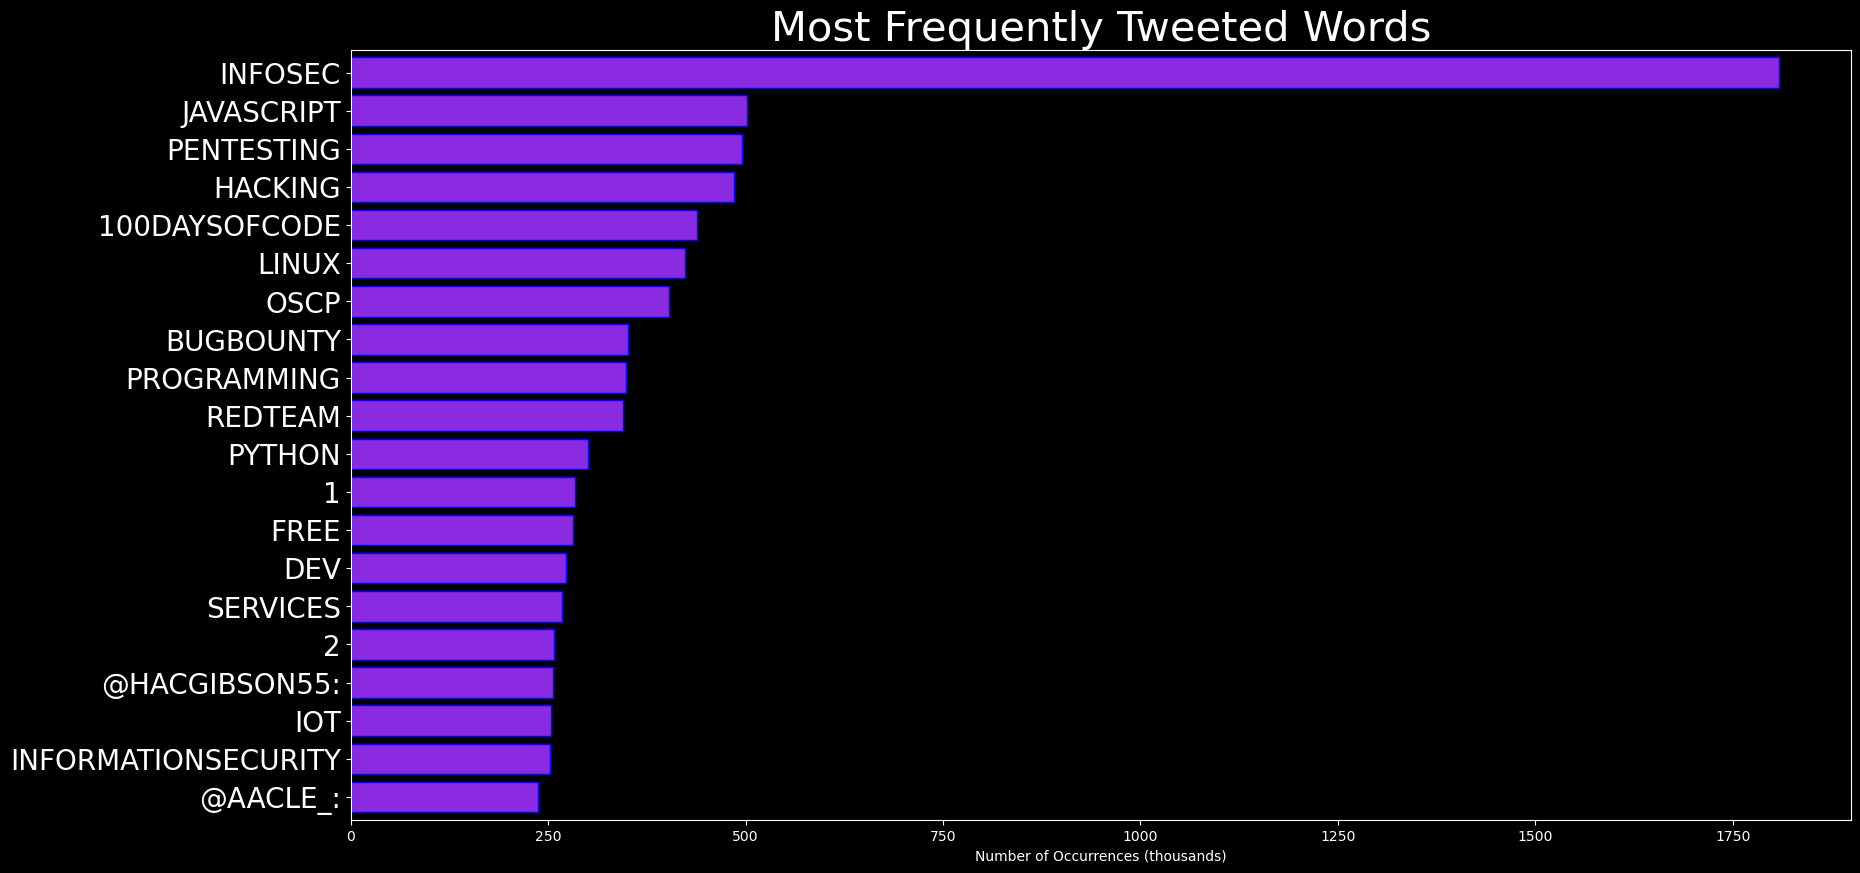 Most Frequently Tweeted Words
INFOSEC
JAVASCRIPT
PENTESTING
HACKING
100DAYSOFCODE
LINUX
OSCP
BUGBOUNTY
PROGRAMMING
REDTEAM
PYTHON
1
FREE
DEV
SERVICES
2
@HACGIBSON55:
IOT
INFORMATIONSECURITY
@AACLE_:
0 250 500 750 1000 1250 1500 1750
Number of Occurrences (thousands)